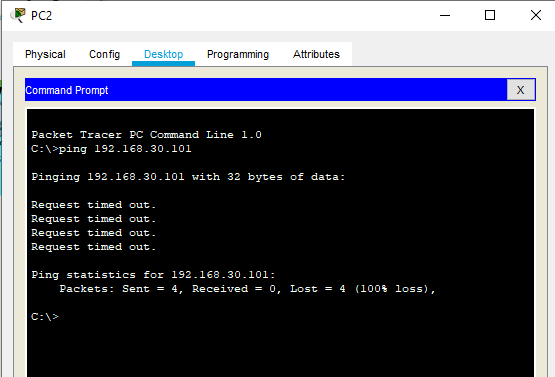 PC2
Physical Config Desktop Programming Attributes
Command Prompt
X
Packet Tracer PC Command Line 1.0
C:\>ping 192.168.30.101
Pinging 192.168.30.101 with 32 bytes of data:
Request timed out.
Request timed out.
Request timed out.
Request timed out.
Ping statistics for 192.168.30.101:
Packets: Sent = 4, Received = 0, Lost = 4 (100% loss),
C:\>